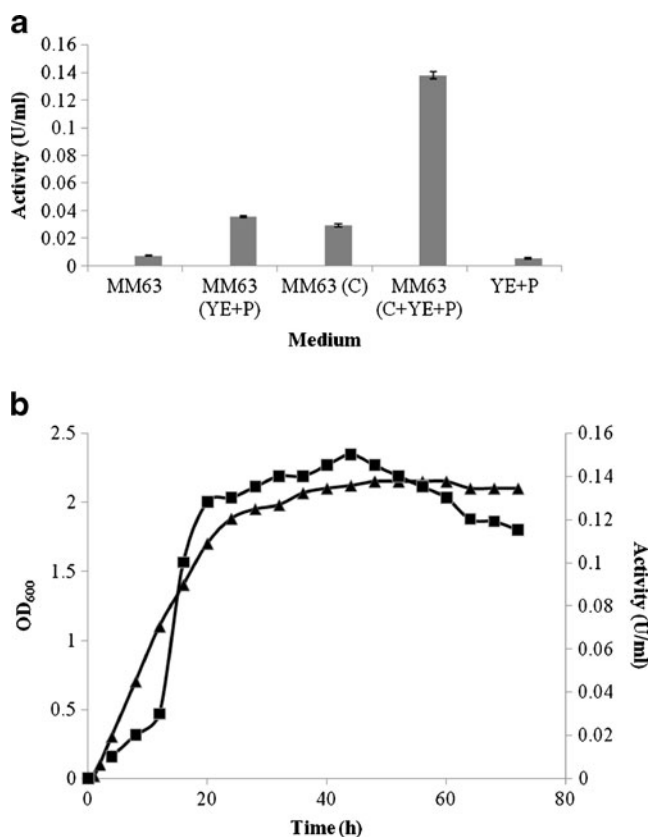 a
0.16
0.14
0.12
0.1
0.08
0.06
0.04
0.02
0
Activity (U/ml)
MM63
MM63
(YE+P)
MM63 (C)
MM63
(C+YE+P)
YE+P
Medium
b
2.5
2
1.5
1
0.5
0
OD600
0.16
0.14
0.12
0.1
0.08
0.06
0.04
0.02
0
Activity (U/ml)
0
20
40
60
80
Time (h)